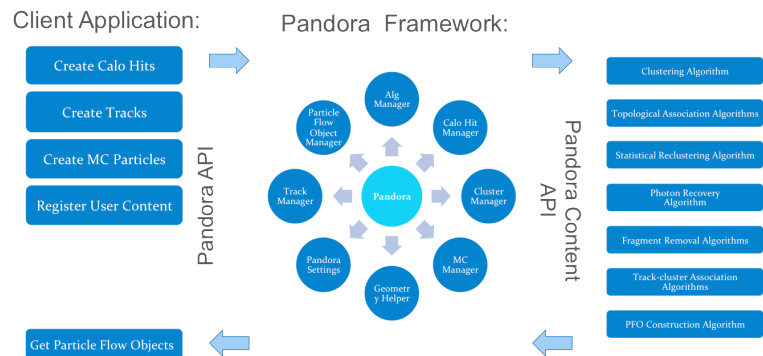 Client Application:
Pandora Framework:
Create Calo Hits
Create Tracks
Create MC Particles
Register User Content
Get Particle Flow Objects
Pandora API
Alg
Manager
Calo Hit
Manager
Cluster
Manager
MC
Manager
Geometr
y Helper
Pandora
Settings
Track
Manager
Particle
Flow
Object
Manager
Pandora
Pandora Content
API
Clustering Algorithm
Topological Association Algorithms
Statistical Reclustering Algorithm
Photon Recovery
Algorithm
Fragment Removal Algorithms
Track-cluster Association
Algorithms
PFO Construction Algorithm